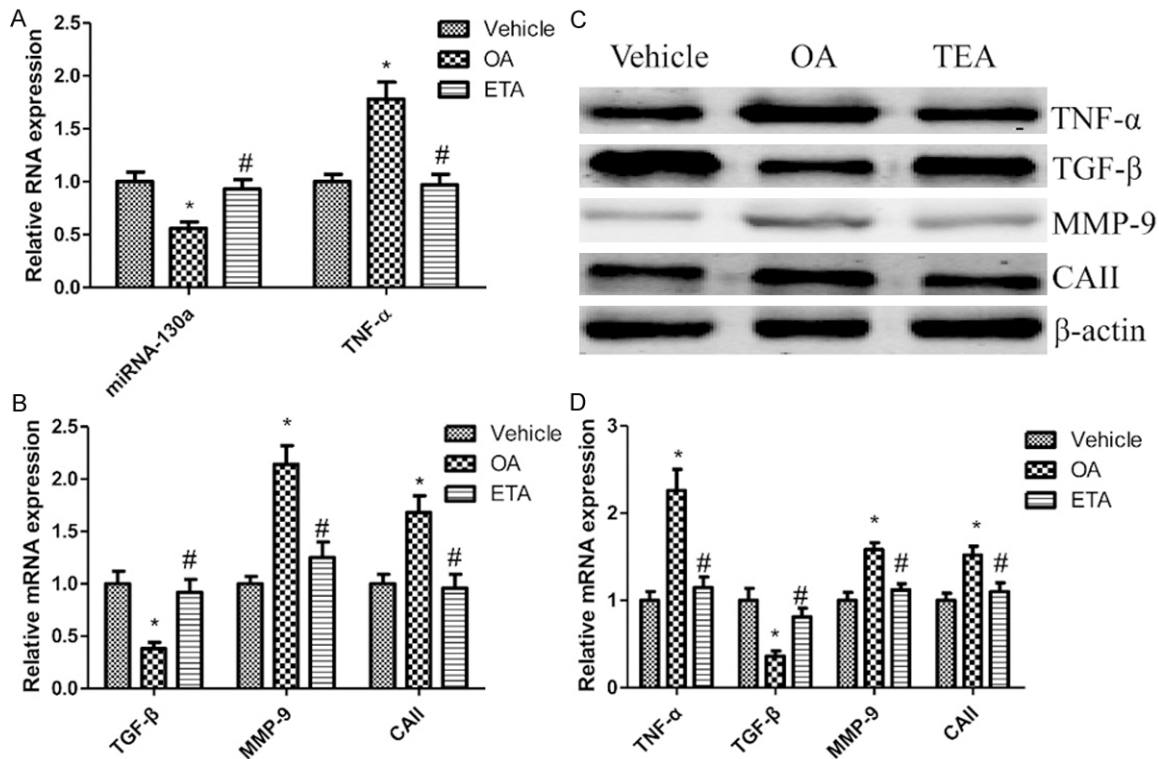 A
Relative RNA expression
2.5
2.0
1.5
1.0
0.5
0.0
Vehicle
OA
ETA
*
#
*
#
miRNA-130a
TNF-α
C
Vehicle OA TEA
TNF-α
TGF-β
MMP-9
CAII
β-actin
B
Relative mRNA expression
2.5
2.0
1.5
1.0
0.5
0.0
Vehicle
OA
ETA
*
#
*
#
*
#
TGF-β
MMP-9
CAII
D
Relative mRNA expression
3
2
1
0
Vehicle
OA
ETA
*
#
*
#
*
#
*
#
TNF-α
TGF-β
MMP-9
CAII